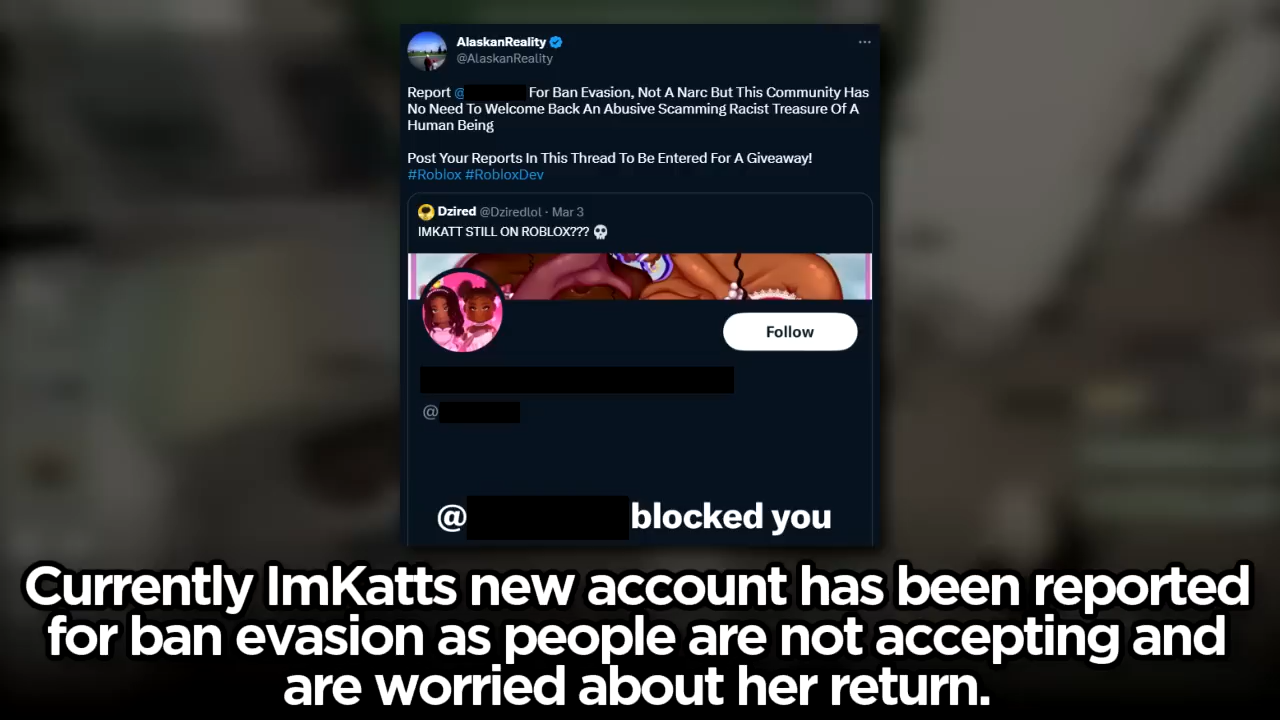 AlaskanReality
@AlaskanReality
Report @ For Ban Evasion, Not A Narc But This Community Has
No Need To Welcome Back An Abusive Scamming Racist Treasure Of A
Human Being
Post Your Reports In This Thread To Be Entered For A Giveaway!
#Roblox #RobloxDev
Dzired @Dziredlol · Mar 3
IMKATT STILL ON ROBLOX??? 💀
Follow
@
@ blocked you
Currently ImKatts new account has been reported
for ban evasion as people are not accepting and
are worried about her return.